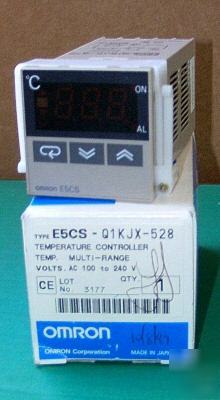 °C
ON
AL
omron E5CS
TYPE E5CS - Q1KJX-528
TEMPERATURE CONTROLLER
TEMP. MULTI-RANGE
VOLTS. AC 100 to 240 V
CE LOT No. 3177 QTY. 1
OMRON
OMRON Corporation MADE IN JAPAN